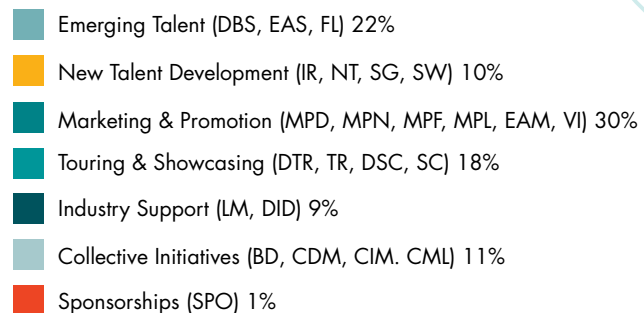 Emerging Talent (DBS, EAS, FL) 22%
New Talent Development (IR, NT, SG, SW) 10%
Marketing & Promotion (MPD, MPN, MPF, MPL, EAM, VI) 30%
Touring & Showcasing (DTR, TR, DSC, SC) 18%
Industry Support (LM, DID) 9%
Collective Initiatives (BD, CDM, CIM. CML) 11%
Sponsorships (SPO) 1%